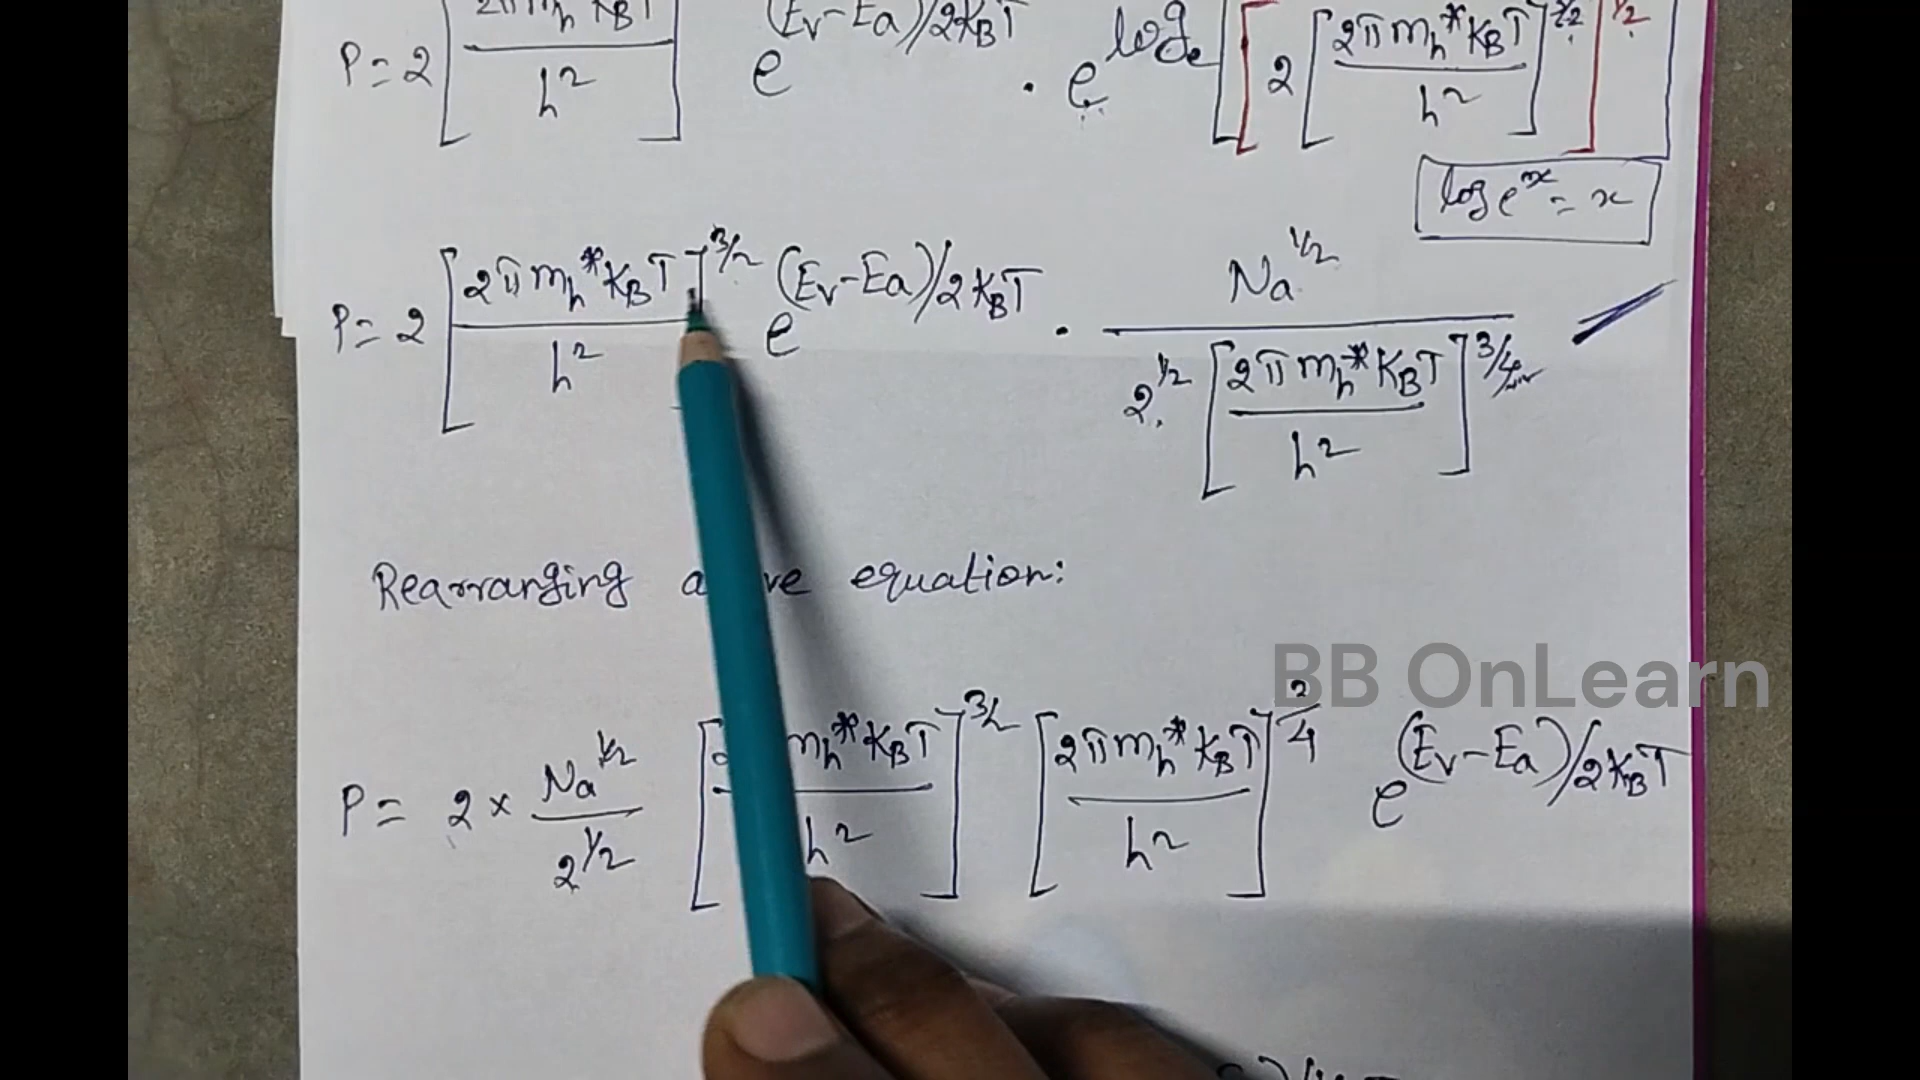 P = 2 [2πm_h*K_BT / h²] e^(Ev-Ea)/2K_BT . e^log_e [[2 [2πm_h*K_BT / h²]^3/2]^1/2]
log e^x = x
P = 2 [2πm_h*K_BT / h²]^3/2 e^(Ev-Ea)/2K_BT . Na^1/2 / 2^1/2 [2πm_h*K_BT / h²]^3/4
Rearranging above equation:
BB OnLearn
P = 2 × Na^1/2 / 2^1/2 [2 m_h*K_BT / h²]^3/2 [2πm_h*K_BT / h²]^3/4 e^(Ev-Ea)/2K_BT